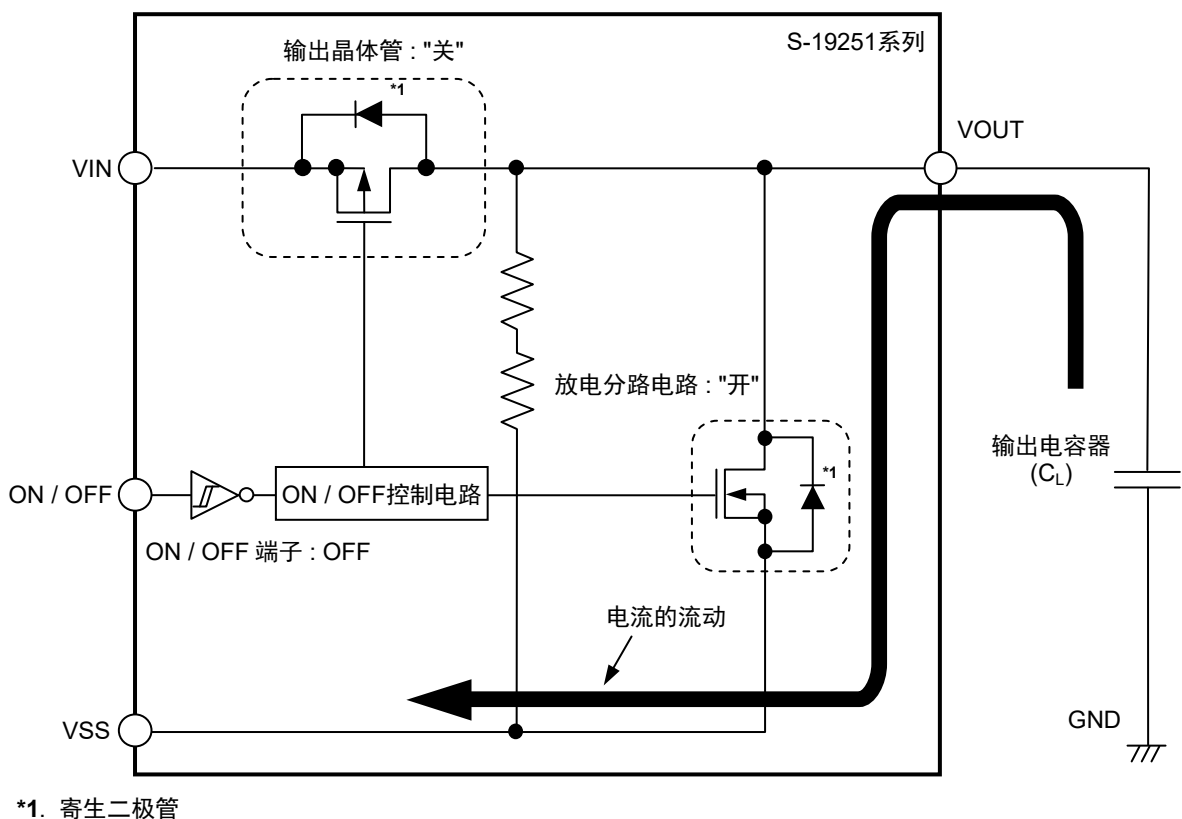 S-19251系列
输出晶体管 : "关"
*1
VOUT
VIN
放电分路电路 : "开"
输出电容器
(CL)
*1
ON / OFF
ON / OFF控制电路
ON / OFF 端子 : OFF
电流的流动
VSS
GND
*1. 寄生二极管